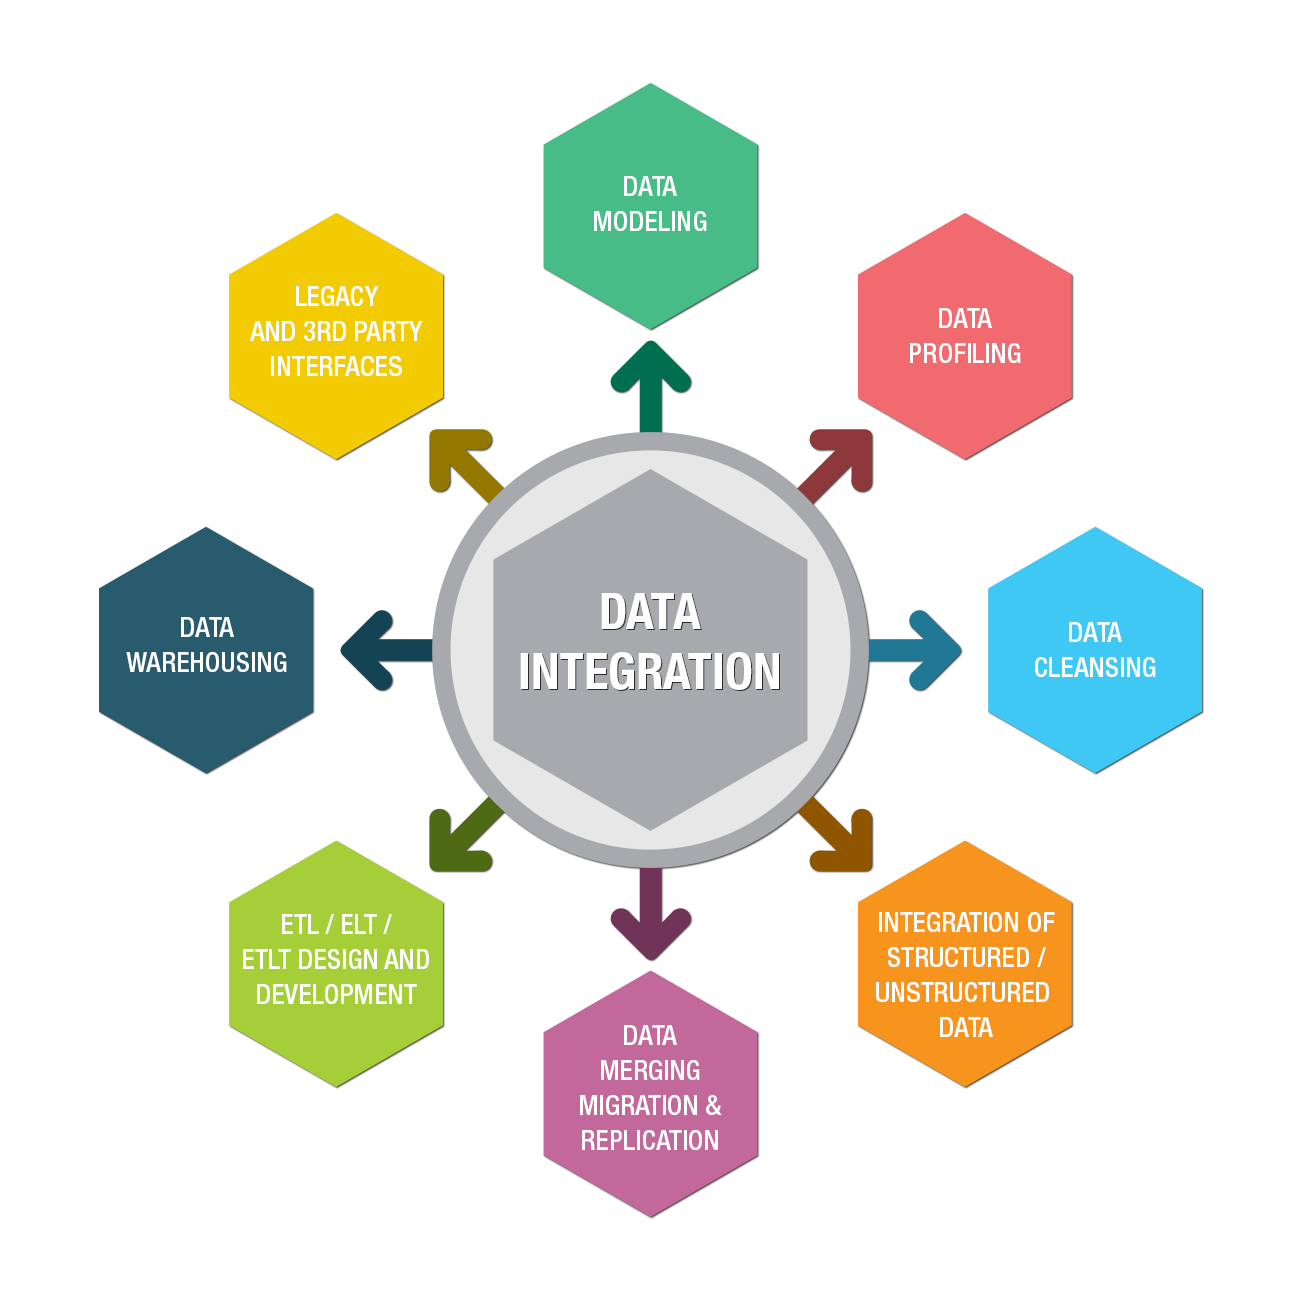 DATA
MODELING
LEGACY
AND 3RD PARTY
INTERFACES
DATA
PROFILING
DATA
WAREHOUSING
DATA
INTEGRATION
DATA
CLEANSING
ETL / ELT /
ETLT DESIGN AND
DEVELOPMENT
INTEGRATION OF
STRUCTURED /
UNSTRUCTURED
DATA
DATA
MERGING
MIGRATION &
REPLICATION